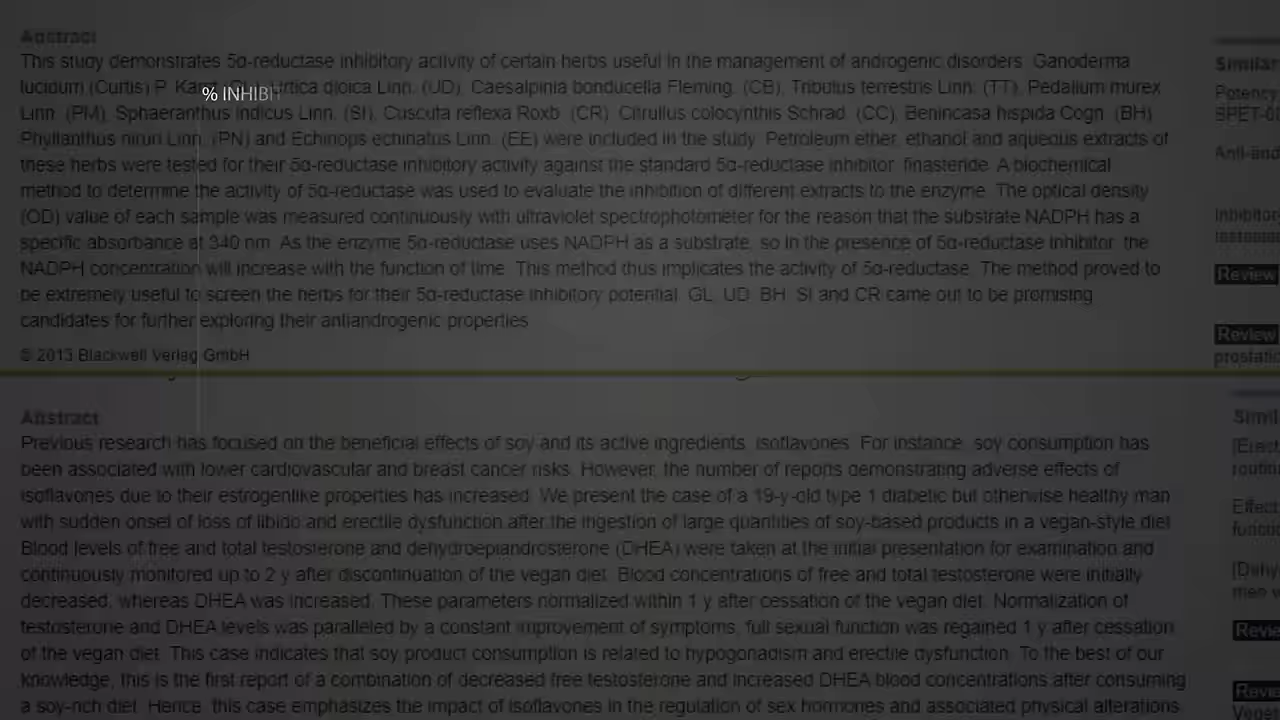 Abstract
This study demonstrates 5α-reductase inhibitory activity of certain herbs useful in the management of androgenic disorders. Ganoderma
lucidum (Curtis) P. Urtica dioica Linn. (UD), Caesalpinia bonducella Fleming. (CB), Tribulus terrestris Linn. (TT), Pedalium murex
% INHIBI
Linn. (PM), Sphaeranthus indicus Linn. (SI), Cuscuta reflexa Roxb. (CR), Citrullus colocynthis Schrad. (CC), Benincasa hispida Cogn. (BH),
Phyllanthus niruri Linn. (PN) and Echinops echinatus Linn. (EE) were included in the study. Petroleum ether, ethanol and aqueous extracts of
these herbs were tested for their 5α-reductase inhibitory activity against the standard 5α-reductase inhibitor, finasteride. A biochemical
method to determine the activity of 5α-reductase was used to evaluate the inhibition of different extracts to the enzyme. The optical density
(OD) value of each sample was measured continuously with ultraviolet spectrophotometer for the reason that the substrate NADPH has a
specific absorbance at 340 nm. As the enzyme 5α-reductase uses NADPH as a substrate, so in the presence of 5α-reductase inhibitor, the
NADPH concentration will increase with the function of time. This method thus implicates the activity of 5α-reductase. The method proved to
be extremely useful to screen the herbs for their 5α-reductase inhibitory potential. GL, UD, BH, SI and CR came out to be promising
candidates for further exploring their antiandrogenic properties.
© 2013 Blackwell Verlag GmbH
Similar
Potency
SPET-0
Anti-and
Inhibitor
testoste
Review
Review
prostatic
Abstract
Previous research has focused on the beneficial effects of soy and its active ingredients, isoflavones. For instance, soy consumption has
been associated with lower cardiovascular and breast cancer risks. However, the number of reports demonstrating adverse effects of
isoflavones due to their estrogenlike properties has increased. We present the case of a 19-y-old type 1 diabetic but otherwise healthy man
with sudden onset of loss of libido and erectile dysfunction after the ingestion of large quantities of soy-based products in a vegan-style diet.
Blood levels of free and total testosterone and dehydroepiandrosterone (DHEA) were taken at the initial presentation for examination and
continuously monitored up to 2 y after discontinuation of the vegan diet. Blood concentrations of free and total testosterone were initially
decreased, whereas DHEA was increased. These parameters normalized within 1 y after cessation of the vegan diet. Normalization of
testosterone and DHEA levels was paralleled by a constant improvement of symptoms; full sexual function was regained 1 y after cessation
of the vegan diet. This case indicates that soy product consumption is related to hypogonadism and erectile dysfunction. To the best of our
knowledge, this is the first report of a combination of decreased free testosterone and increased DHEA blood concentrations after consuming
a soy-rich diet. Hence, this case emphasizes the impact of isoflavones in the regulation of sex hormones and associated physical alterations.
Simil
[Erect
routin
Effect
functio
[Dehy
men w
Revie
Revie
Vegeta